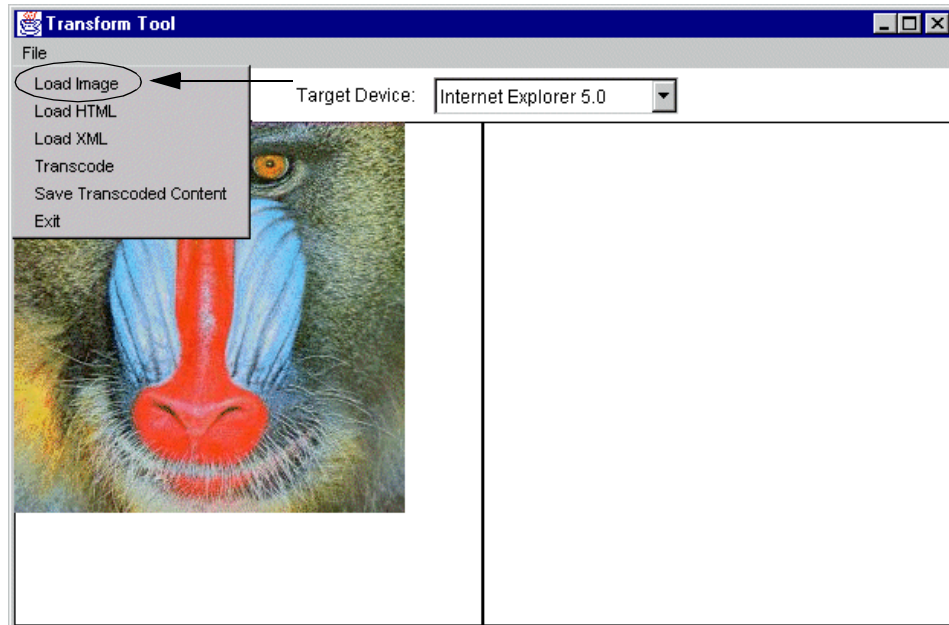 Transform Tool
File
Load Image
Target Device:
Internet Explorer 5.0
Load HTML
Load XML
Transcode
Save Transcoded Content
Exit